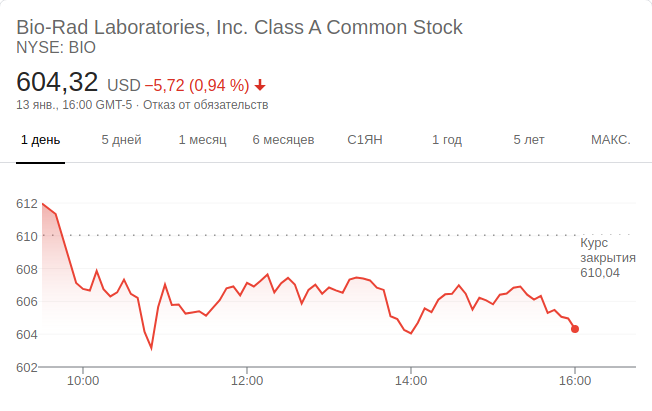 Bio-Rad Laboratories, Inc. Class A Common Stock
NYSE: BIO
604,32 USD −5,72 (0,94 %)
13 янв., 16:00 GMT-5 · Отказ от обязательств
1 день 5 дней 1 месяц 6 месяцев С1ЯН 1 год 5 лет МАКС.
612
610
Курс
закрытия
610,04
608
606
604
602
10:00 12:00 14:00 16:00